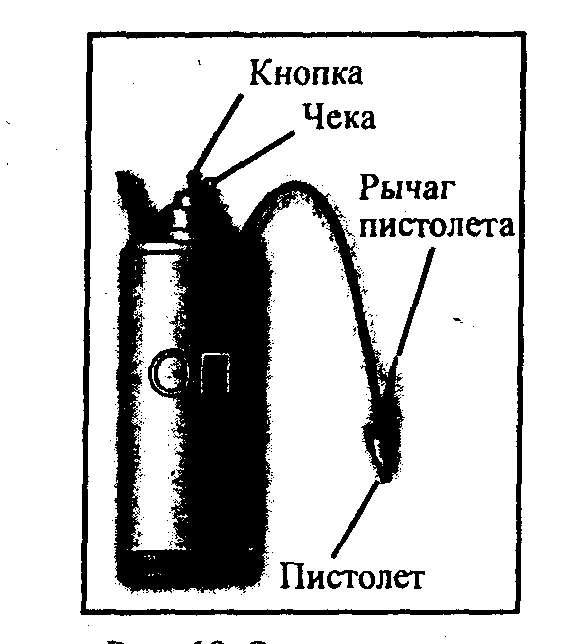 Кнопка
Чека
Рычаг
пистолета
ОП
Пистолет